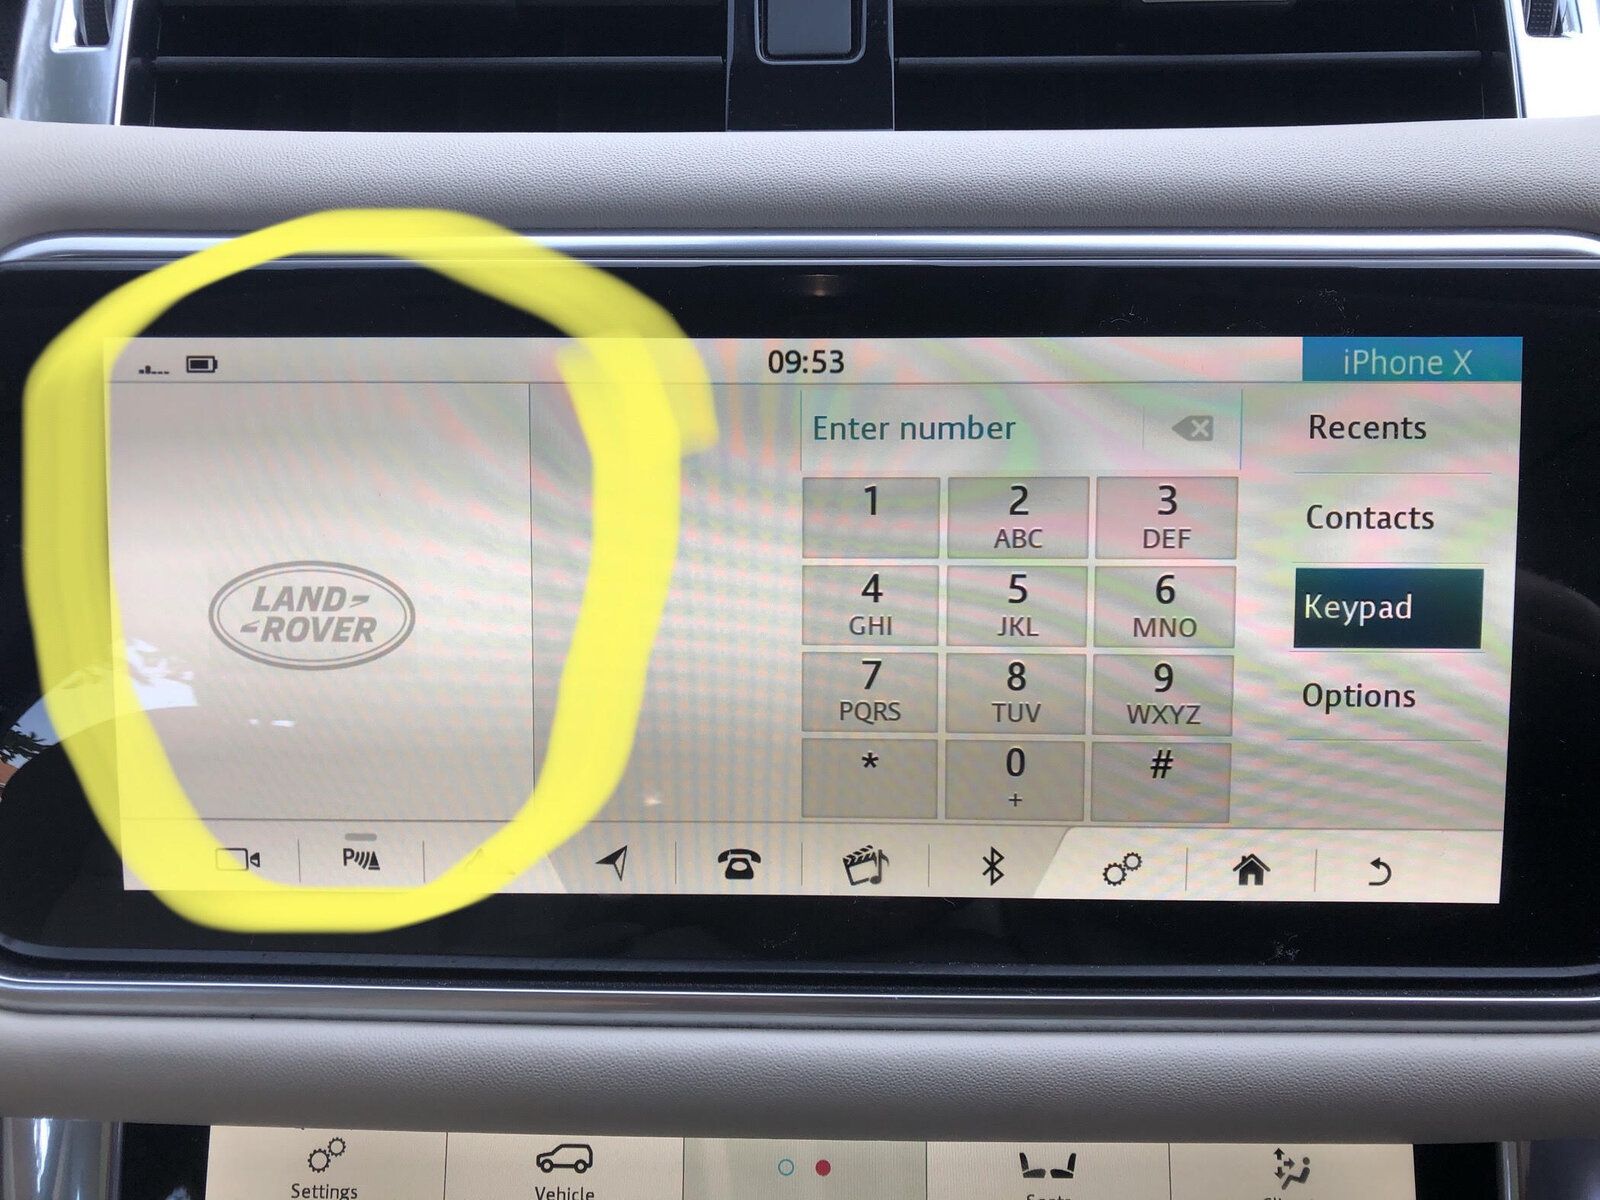 09:53
iPhone X
LAND
ROVER
Enter number
1
2
ABC
3
DEF
4
GHI
5
JKL
6
MNO
7
PQRS
8
TUV
9
WXYZ
*
0
+
#
Recents
Contacts
Keypad
Options
P
Settings
Vehicle